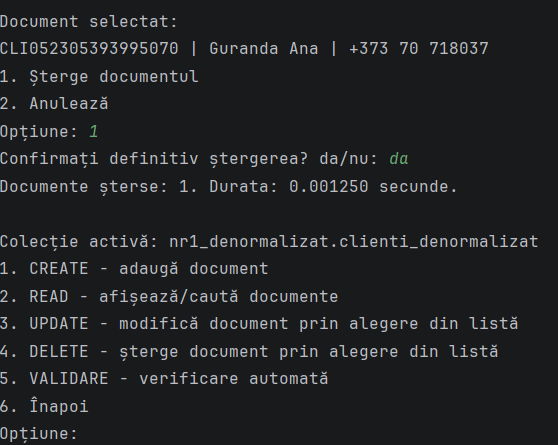 Document selectat:
CLI052305393995070 | Guranda Ana | +373 70 718037
1. Șterge documentul
2. Anulează
Opțiune: 1
Confirmați definitiv ștergerea? da/nu: da
Documente șterse: 1. Durata: 0.001250 secunde.
Colecție activă: nr1_denormalizat.clienti_denormalizat
1. CREATE - adaugă document
2. READ - afișează/caută documente
3. UPDATE - modifică document prin alegere din listă
4. DELETE - șterge document prin alegere din listă
5. VALIDARE - verificare automată
6. Înapoi
Opțiune: